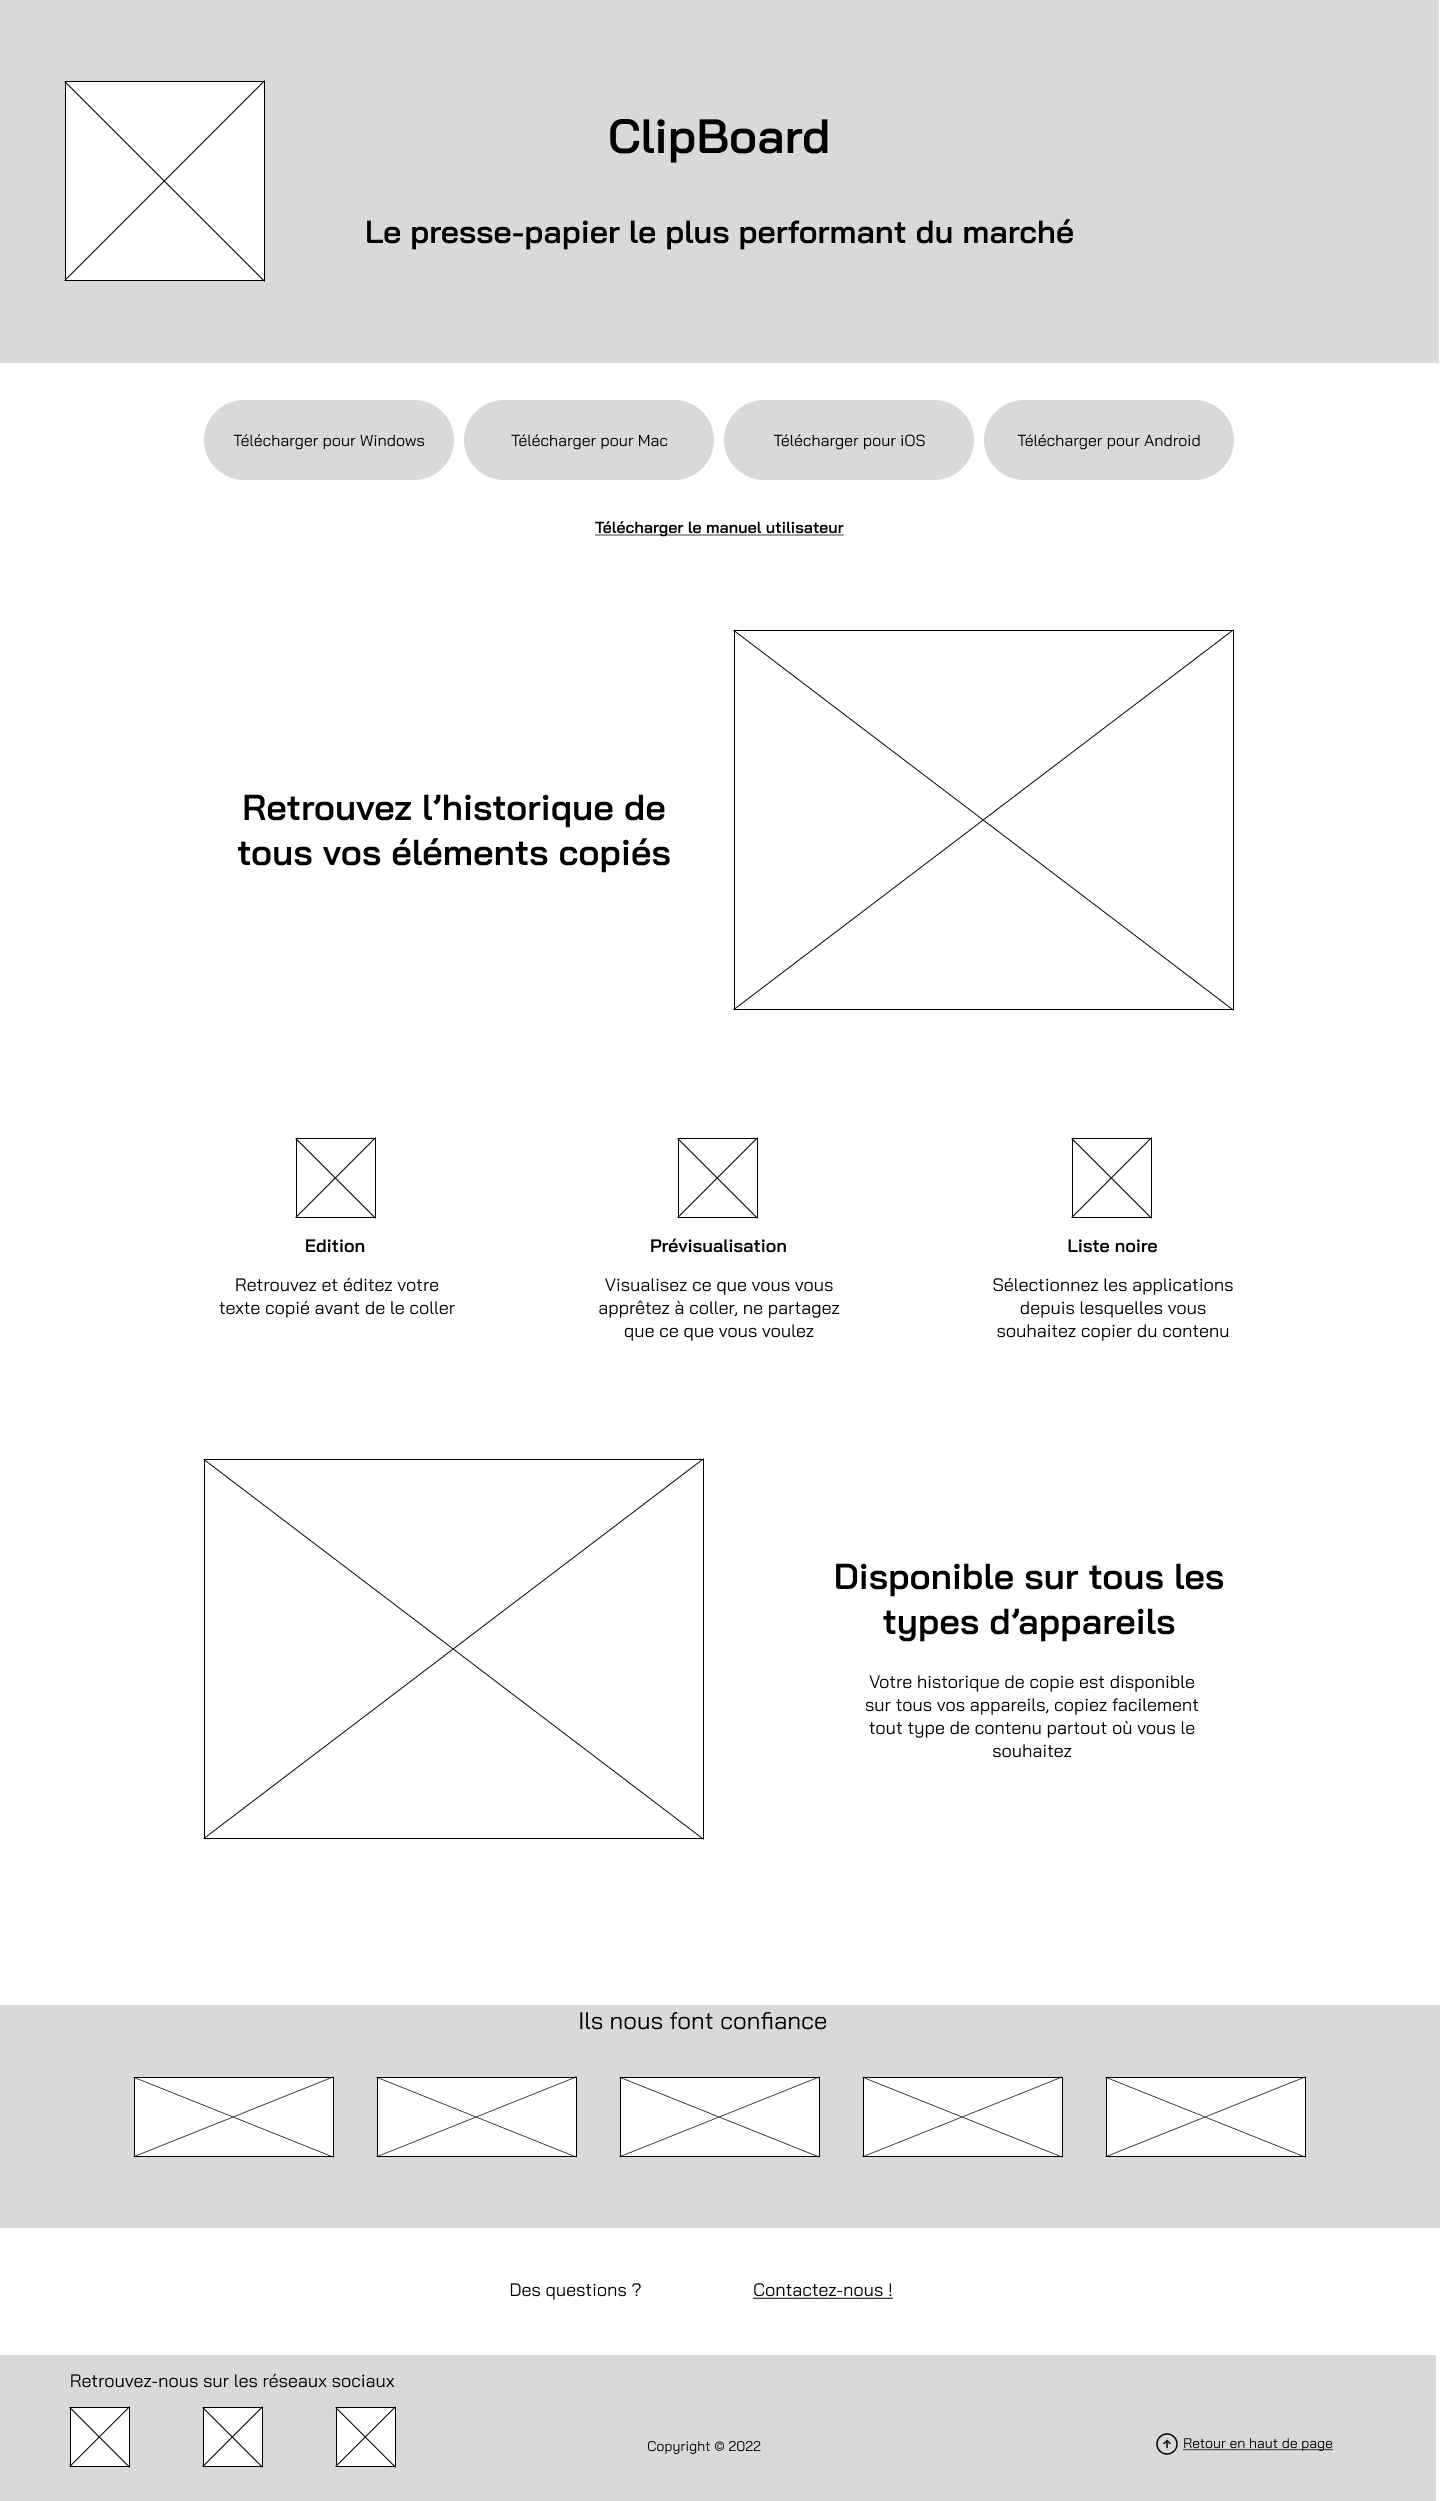 ClipBoard
Le presse-papier le plus performant du marché
Télécharger pour Windows
Télécharger pour Mac
Télécharger pour iOS
Télécharger pour Android
Télécharger le manuel utilisateur
Retrouvez l’historique de
tous vos éléments copiés
Edition
Retrouvez et éditez votre
texte copié avant de le coller
Prévisualisation
Visualisez ce que vous vous
apprêtez à coller, ne partagez
que ce que vous voulez
Liste noire
Sélectionnez les applications
depuis lesquelles vous
souhaitez copier du contenu
Disponible sur tous les
types d’appareils
Votre historique de copie est disponible
sur tous vos appareils, copiez facilement
tout type de contenu partout où vous le
souhaitez
Ils nous font confiance
Des questions ?
Contactez-nous !
Retrouvez-nous sur les réseaux sociaux
Copyright © 2022
Retour en haut de page